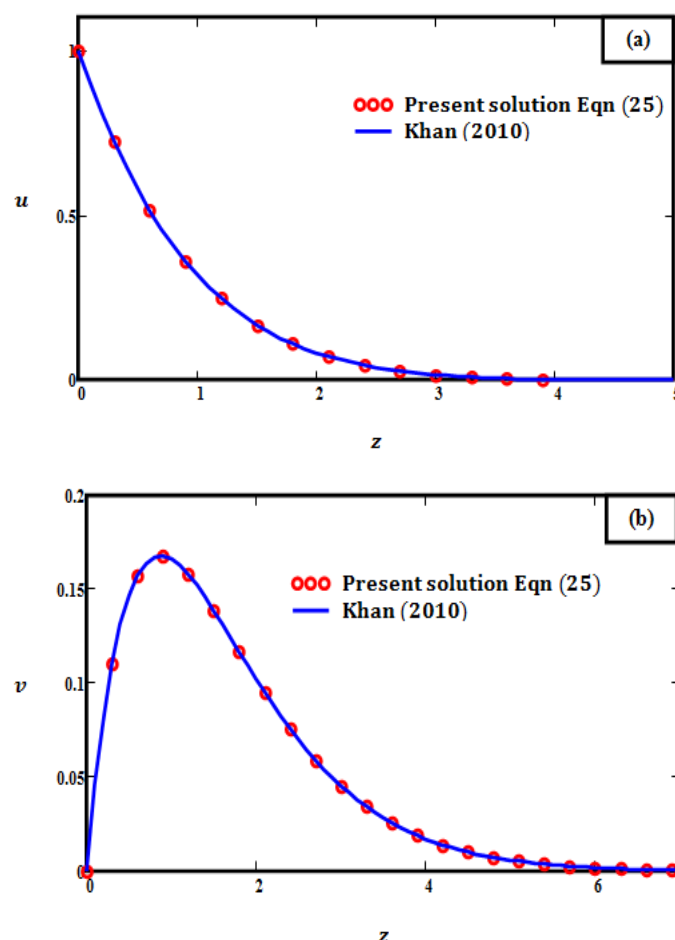 (a)
1
Present solution Eqn (25)
Khan (2010)
u
0.5
0
0 1 2 3 4 5
z
0.2
(b)
0.15
Present solution Eqn (25)
Khan (2010)
v
0.1
0.05
0
0 2 4 6
z